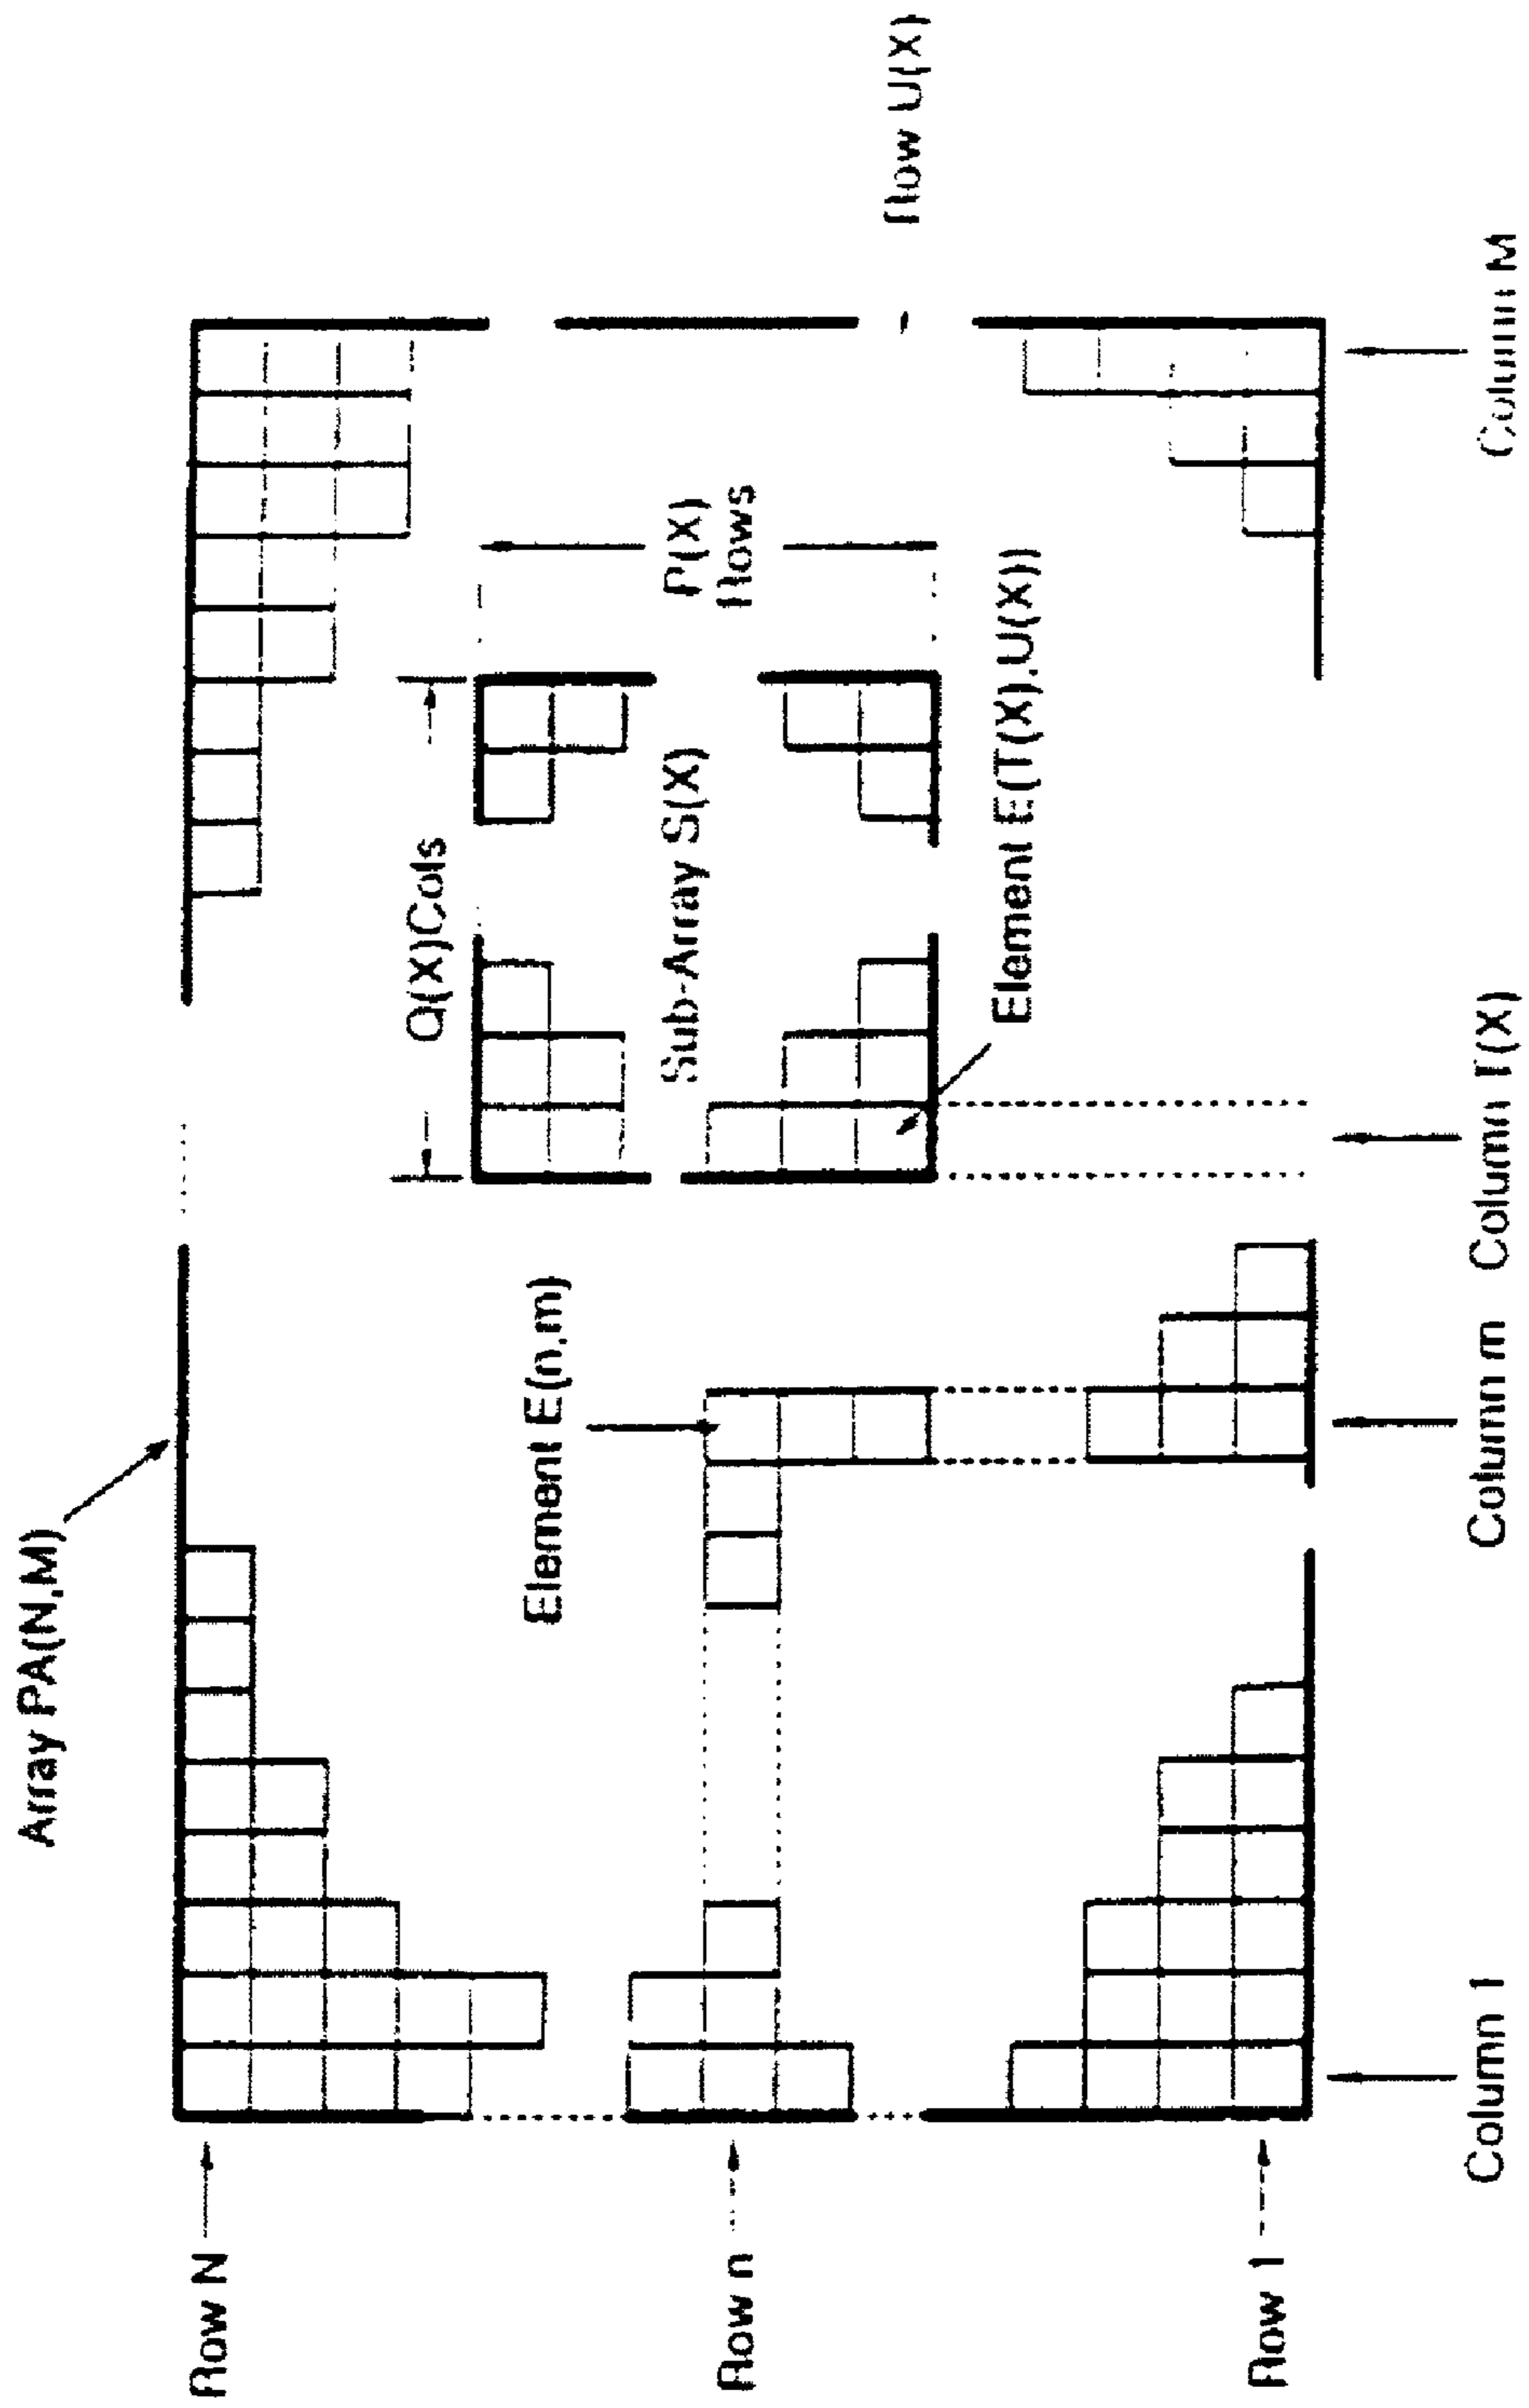 Array PA(N,M)
Row N
Q(X)Cols
Element E(n,m)
P(X)
Rows
Sub-Array S(X)
Row n
Row U(X)
Element E(T(X),U(X))
Row 1
Column 1
Column m
Column T(X)
Column M